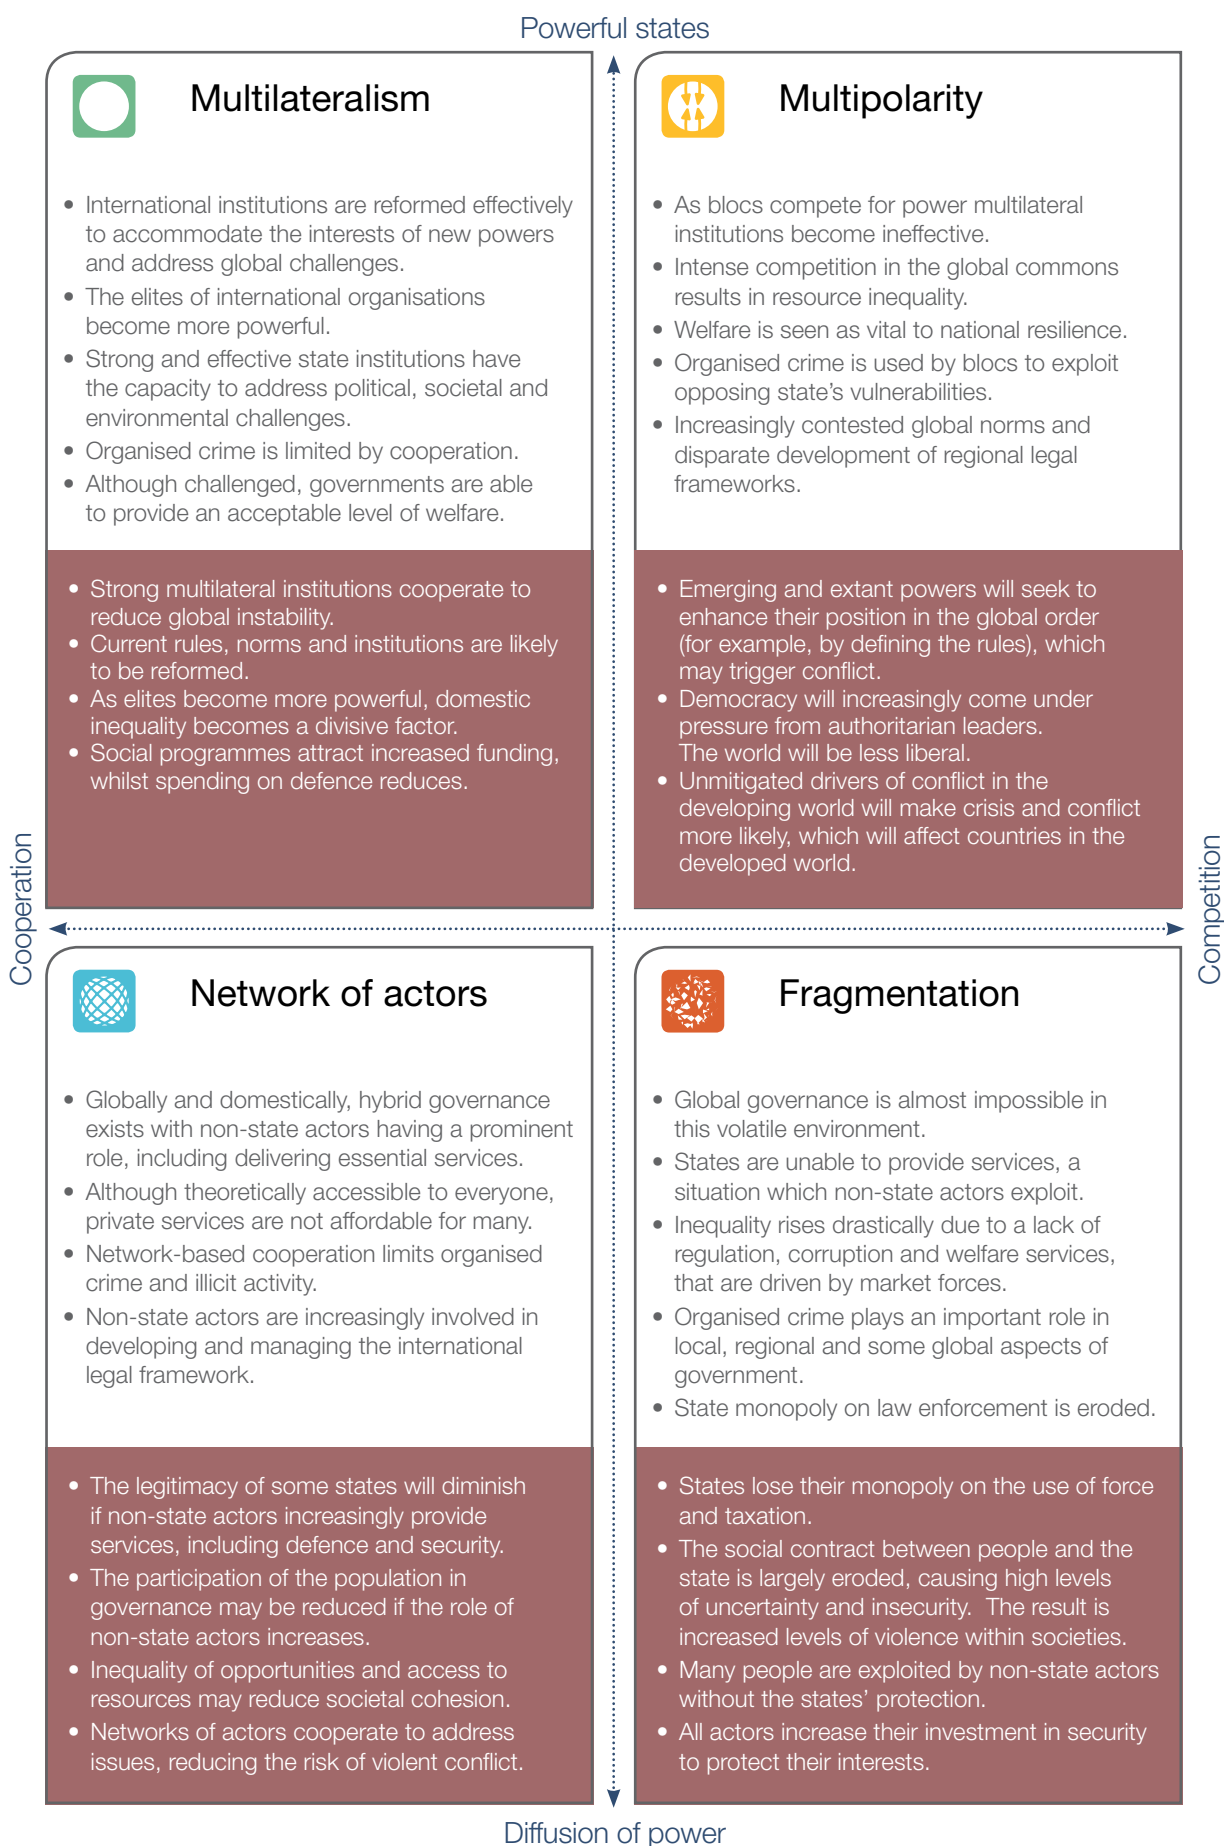 Powerful states
Multilateralism
• International institutions are reformed effectively
to accommodate the interests of new powers
and address global challenges.
• The elites of international organisations
become more powerful.
• Strong and effective state institutions have
the capacity to address political, societal and
environmental challenges.
• Organised crime is limited by cooperation.
• Although challenged, governments are able
to provide an acceptable level of welfare.
• Strong multilateral institutions cooperate to
reduce global instability.
• Current rules, norms and institutions are likely
to be reformed.
• As elites become more powerful, domestic
inequality becomes a divisive factor.
• Social programmes attract increased funding,
whilst spending on defence reduces.
Multipolarity
• As blocs compete for power multilateral
institutions become ineffective.
• Intense competition in the global commons
results in resource inequality.
• Welfare is seen as vital to national resilience.
• Organised crime is used by blocs to exploit
opposing state's vulnerabilities.
• Increasingly contested global norms and
disparate development of regional legal
frameworks.
• Emerging and extant powers will seek to
enhance their position in the global order
(for example, by defining the rules), which
may trigger conflict.
• Democracy will increasingly come under
pressure from authoritarian leaders.
The world will be less liberal.
• Unmitigated drivers of conflict in the
developing world will make crisis and conflict
more likely, which will affect countries in the
developed world.
Cooperation
Competition
Network of actors
• Globally and domestically, hybrid governance
exists with non-state actors having a prominent
role, including delivering essential services.
• Although theoretically accessible to everyone,
private services are not affordable for many.
• Network-based cooperation limits organised
crime and illicit activity.
• Non-state actors are increasingly involved in
developing and managing the international
legal framework.
• The legitimacy of some states will diminish
if non-state actors increasingly provide
services, including defence and security.
• The participation of the population in
governance may be reduced if the role of
non-state actors increases.
• Inequality of opportunities and access to
resources may reduce societal cohesion.
• Networks of actors cooperate to address
issues, reducing the risk of violent conflict.
Fragmentation
• Global governance is almost impossible in
this volatile environment.
• States are unable to provide services, a
situation which non-state actors exploit.
• Inequality rises drastically due to a lack of
regulation, corruption and welfare services,
that are driven by market forces.
• Organised crime plays an important role in
local, regional and some global aspects of
government.
• State monopoly on law enforcement is eroded.
• States lose their monopoly on the use of force
and taxation.
• The social contract between people and the
state is largely eroded, causing high levels
of uncertainty and insecurity. The result is
increased levels of violence within societies.
• Many people are exploited by non-state actors
without the states' protection.
• All actors increase their investment in security
to protect their interests.
Diffusion of power